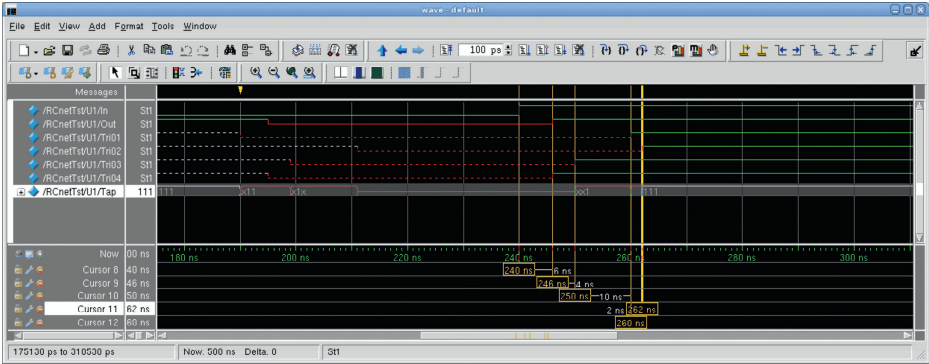 wave - default
File Edit View Add Format Tools Window
100 ps
Messages
/RCnetTst/U1/In St1
/RCnetTst/U1/Out St1
/RCnetTst/U1/Tri01 St1
/RCnetTst/U1/Tri02 St1
/RCnetTst/U1/Tri03 St1
/RCnetTst/U1/Tri04 St1
/RCnetTst/U1/Tap 111 111 x11 x1x xx1 111
Now 00 ns 180 ns 200 ns 220 ns 240 ns 260 ns 280 ns 300 ns
Cursor 8 40 ns 240 ns 6 ns
Cursor 9 46 ns 246 ns 4 ns
Cursor 10 50 ns 250 ns 10 ns
Cursor 11 62 ns 2 ns 262 ns
Cursor 12 60 ns 260 ns
175130 ps to 310530 ps Now: 500 ns Delta: 0 St1